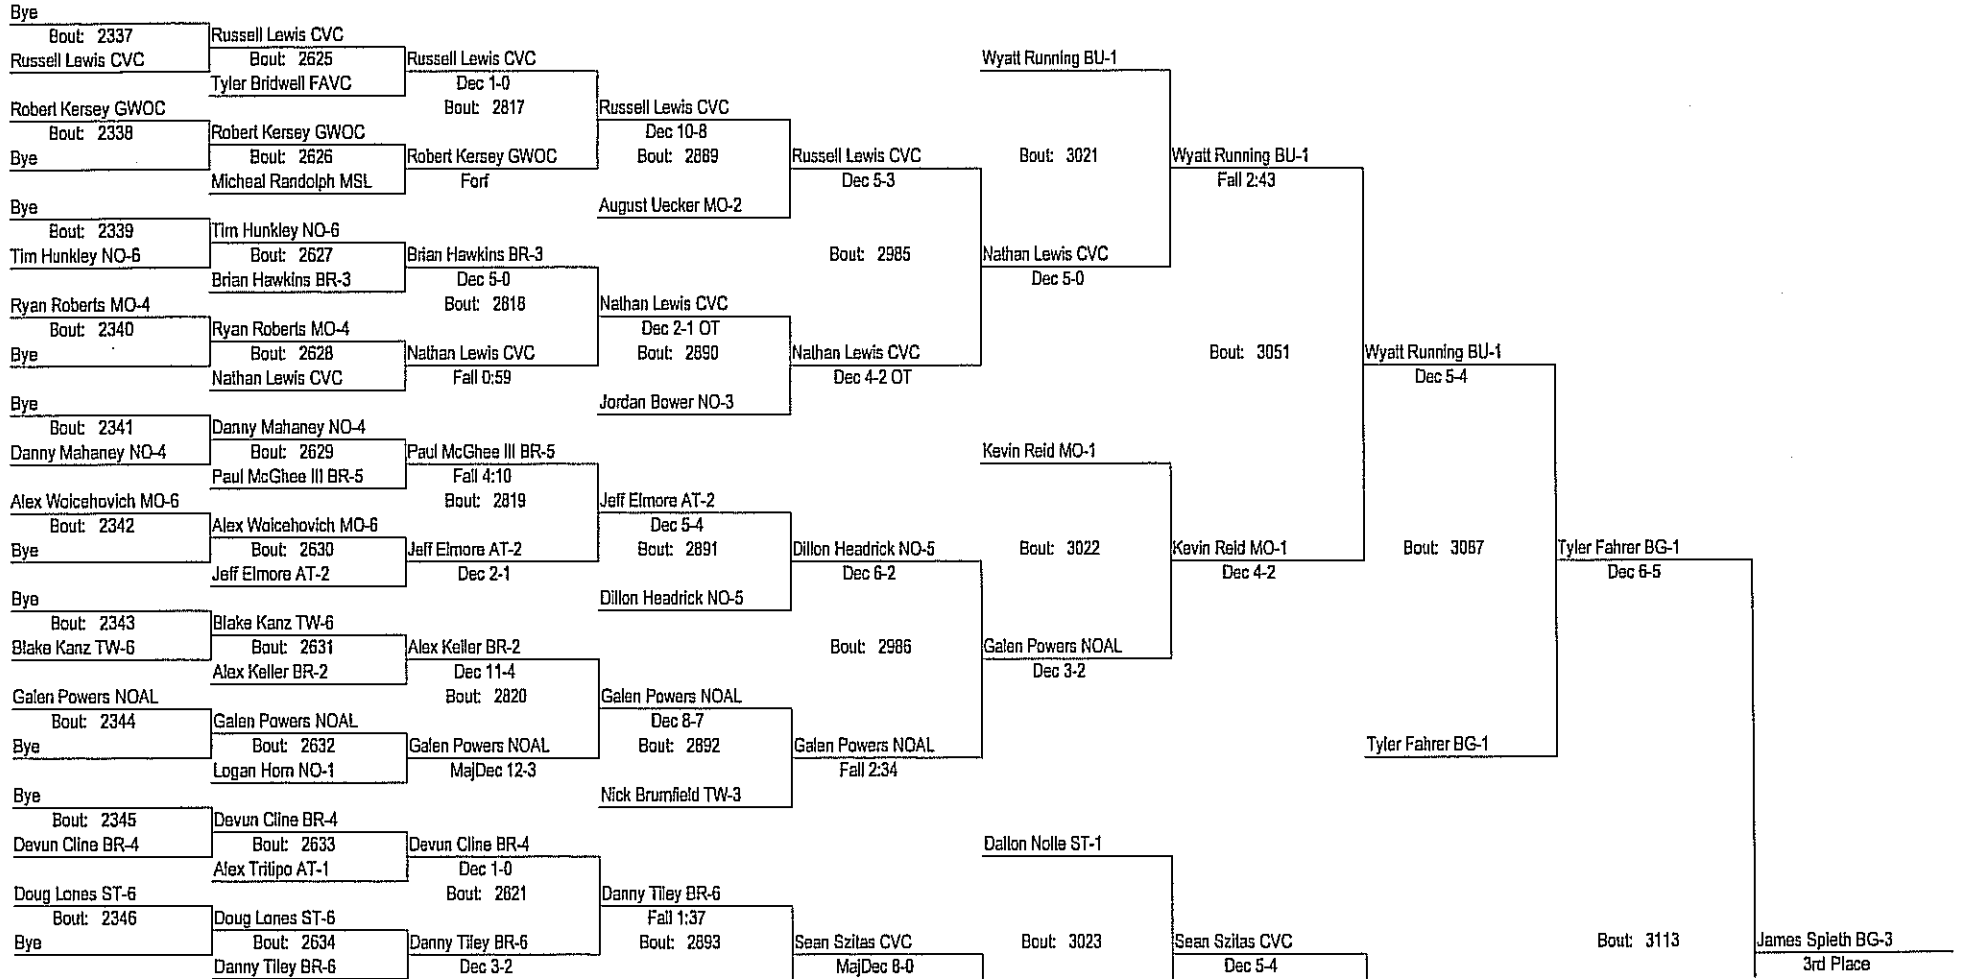 Bye
Bout: 2337
Russell Lewis CVC
Robert Kersey GWOC
Bout: 2338
Bye
Bye
Bout: 2339
Tim Hunkley NO-6
Ryan Roberts MO-4
Bout: 2340
Bye
Bye
Bout: 2341
Danny Mahaney NO-4
Alex Woicehovich MO-6
Bout: 2342
Bye
Bye
Bout: 2343
Blake Kanz TW-6
Galen Powers NOAL
Bout: 2344
Bye
Bye
Bout: 2345
Devun Cline BR-4
Doug Lones ST-6
Bout: 2346
Bye
Russell Lewis CVC
Bout: 2625
Tyler Bridwell FAVC
Robert Kersey GWOC
Bout: 2626
Micheal Randolph MSL
Tim Hunkley NO-6
Bout: 2627
Brian Hawkins BR-3
Ryan Roberts MO-4
Bout: 2628
Nathan Lewis CVC
Danny Mahaney NO-4
Bout: 2629
Paul McGhee III BR-5
Alex Woicehovich MO-6
Bout: 2630
Jeff Elmore AT-2
Blake Kanz TW-6
Bout: 2631
Alex Keller BR-2
Galen Powers NOAL
Bout: 2632
Logan Horn NO-1
Devun Cline BR-4
Bout: 2633
Alex Tritipo AT-1
Doug Lones ST-6
Bout: 2634
Danny Tiley BR-6
Russell Lewis CVC
Dec 1-0
Bout: 2817
Robert Kersey GWOC
Forf
Brian Hawkins BR-3
Dec 5-0
Bout: 2818
Nathan Lewis CVC
Fall 0:59
Paul McGhee III BR-5
Fall 4:10
Bout: 2819
Jeff Elmore AT-2
Dec 2-1
Alex Keller BR-2
Dec 11-4
Bout: 2820
Galen Powers NOAL
MajDec 12-3
Devun Cline BR-4
Dec 1-0
Bout: 2821
Danny Tiley BR-6
Dec 3-2
Russell Lewis CVC
Dec 10-8
Bout: 2889
August Uecker MO-2
Nathan Lewis CVC
Dec 2-1 OT
Bout: 2890
Jordan Bower NO-3
Jeff Elmore AT-2
Dec 5-4
Bout: 2891
Dillon Headrick NO-5
Galen Powers NOAL
Dec 8-7
Bout: 2892
Nick Brumfield TW-3
Danny Tiley BR-6
Fall 1:37
Bout: 2893
Russell Lewis CVC
Dec 5-3
Bout: 2985
Nathan Lewis CVC
Dec 4-2 OT
Dillon Headrick NO-5
Dec 6-2
Bout: 2986
Galen Powers NOAL
Fall 2:34
Sean Szitas CVC
MajDec 8-0
Wyatt Running BU-1
Bout: 3021
Nathan Lewis CVC
Dec 5-0
Kevin Reid MO-1
Bout: 3022
Galen Powers NOAL
Dec 3-2
Dallon Nolle ST-1
Bout: 3023
Wyatt Running BU-1
Fall 2:43
Bout: 3051
Kevin Reid MO-1
Dec 4-2
Sean Szitas CVC
Dec 5-4
Wyatt Running BU-1
Dec 5-4
Bout: 3087
Tyler Fahrer BG-1
Tyler Fahrer BG-1
Dec 6-5
Bout: 3113
James Spieth BG-3
3rd Place